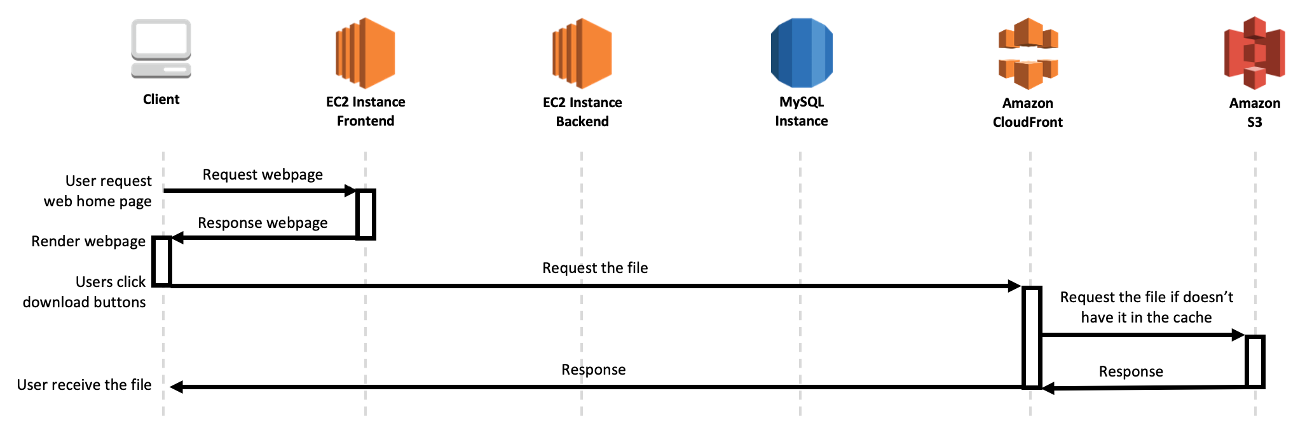 Client
EC2 Instance
Frontend
EC2 Instance
Backend
MySQL
Instance
Amazon
CloudFront
Amazon
S3
User request
web home page
Request webpage
Response webpage
Render webpage
Users click
download buttons
Request the file
Request the file if doesn't
have it in the cache
User receive the file
Response
Response